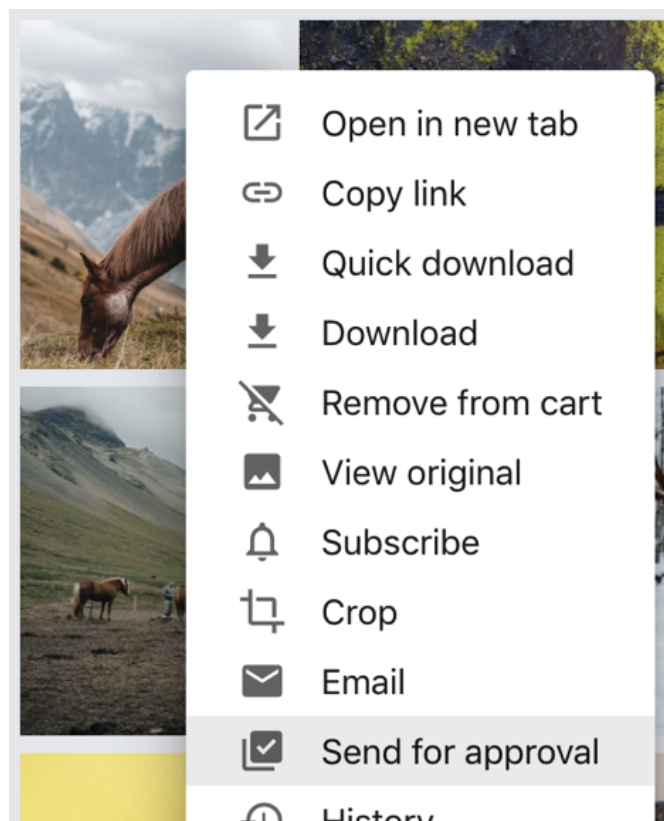 Open in new tab
Copy link
Quick download
Download
Remove from cart
View original
Subscribe
Crop
Email
Send for approval
History